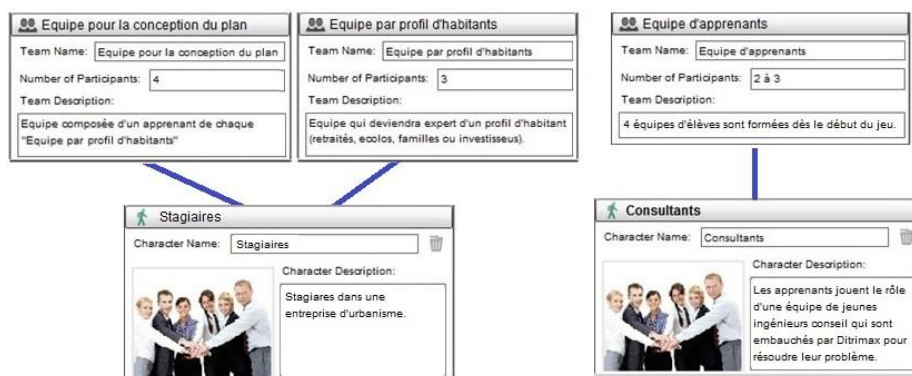 Equipe pour la conception du plan
Team Name: Equipe pour la conception du plan
Number of Participants: 4
Team Description:
Equipe composée d'un apprenant de chaque
"Equipe par profil d'habitants"
Equipe par profil d'habitants
Team Name: Equipe par profil d'habitants
Number of Participants: 3
Team Description:
Equipe qui deviendra expert d'un profil d'habitant
(retraités, ecolos, familles ou investisseus).
Equipe d'apprenants
Team Name: Equipe d'apprenants
Number of Participants: 2 à 3
Team Description:
4 équipes d'élèves sont formées dès le début du jeu.
Stagiaires
Character Name: Stagiaires
Character Description:
Stagiares dans une
entreprise d'urbanisme.
Consultants
Character Name: Consultants
Character Description:
Les apprenants jouent le rôle
d'une équipe de jeunes
ingénieurs conseil qui sont
embauchés par Ditrimax pour
résoudre leur problème.